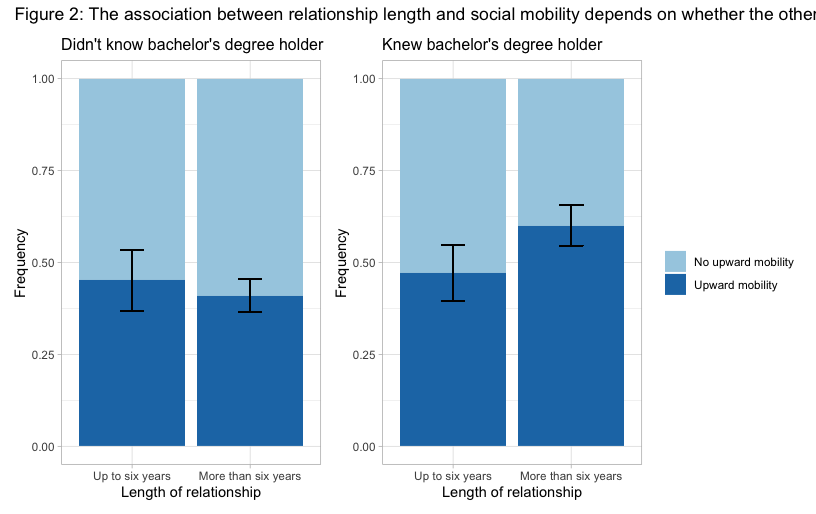 Figure 2: The association between relationship length and social mobility depends on whether the other
Didn't know bachelor's degree holder
Knew bachelor's degree holder
1.00
0.75
0.50
0.25
0.00
Frequency
Up to six years
More than six years
Length of relationship
1.00
0.75
0.50
0.25
0.00
Frequency
Up to six years
More than six years
Length of relationship
No upward mobility
Upward mobility